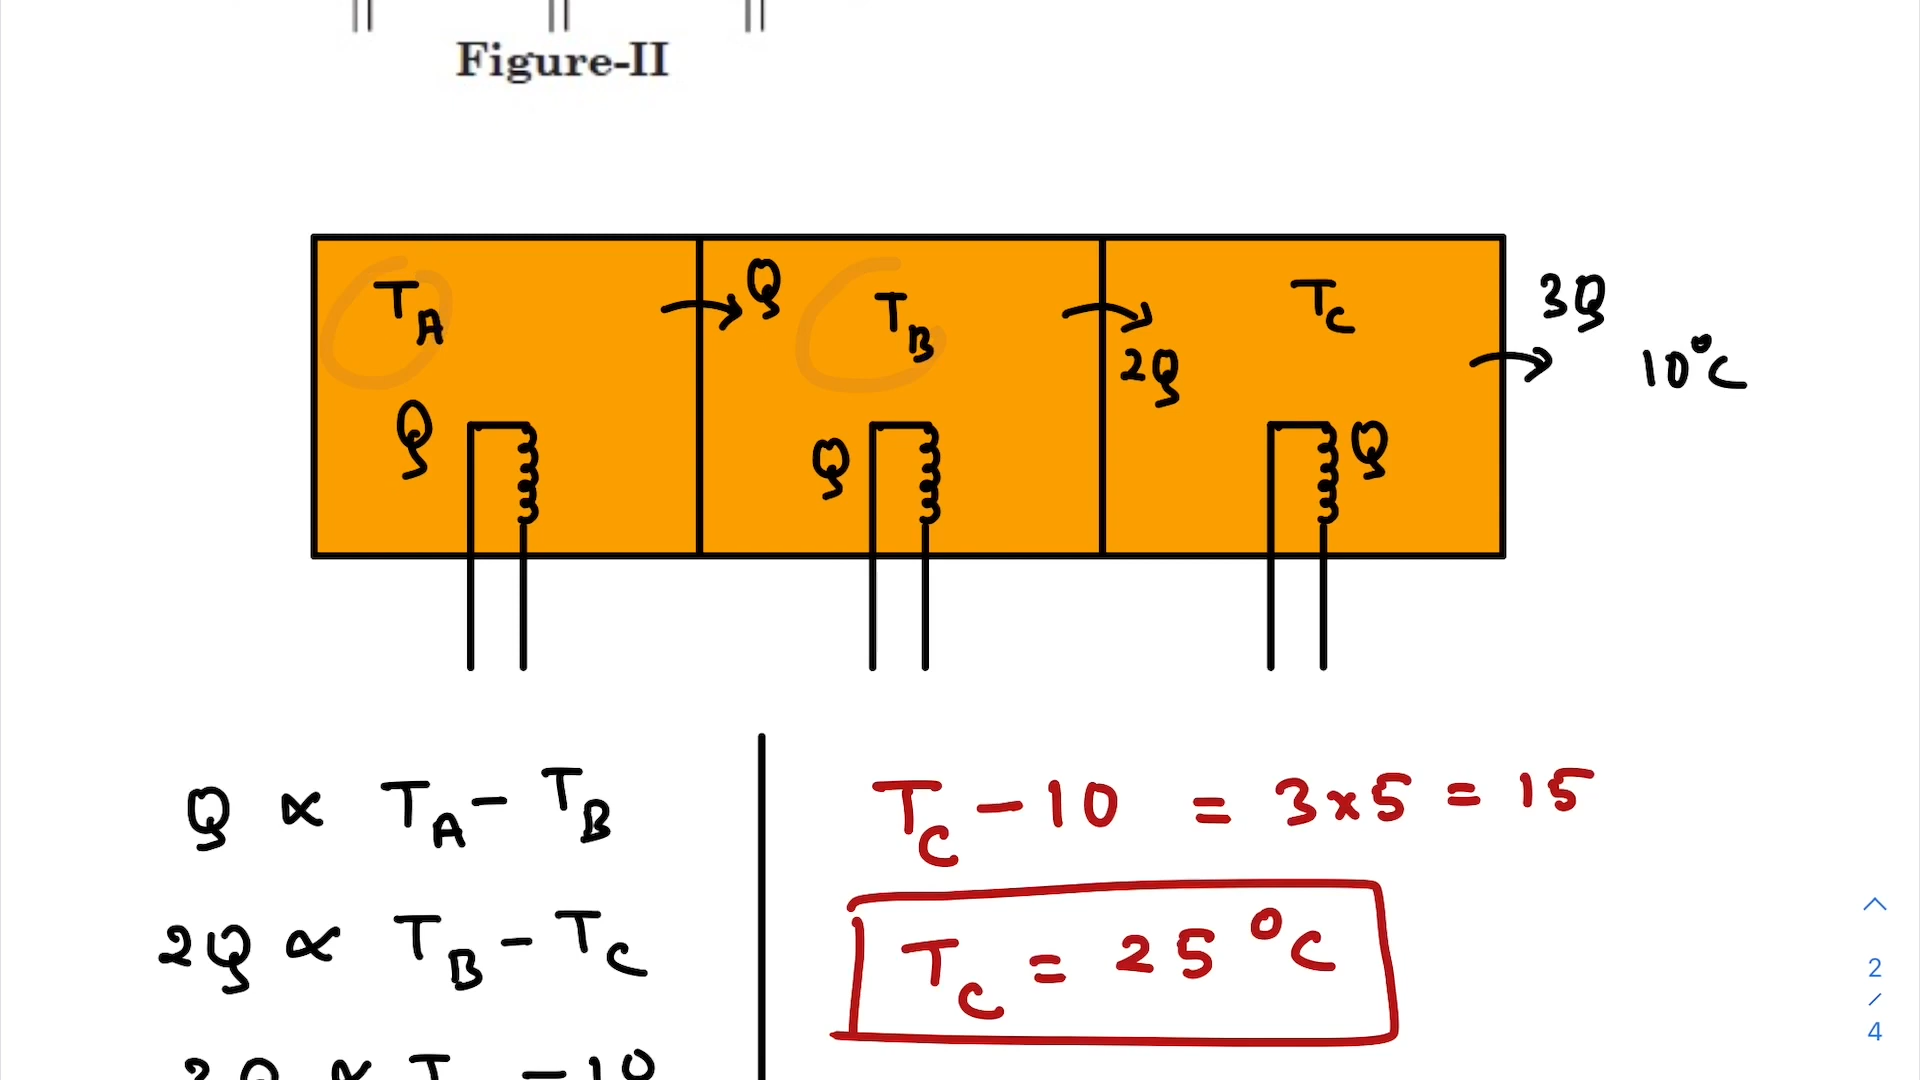 Figure-II
T_A
Q
T_B
2Q
T_C
3Q
10°C
Q
Q
Q
Q ∝ T_A - T_B
2Q ∝ T_B - T_C
T_C - 10 = 3×5 = 15
T_C = 25 °C
2
/
4